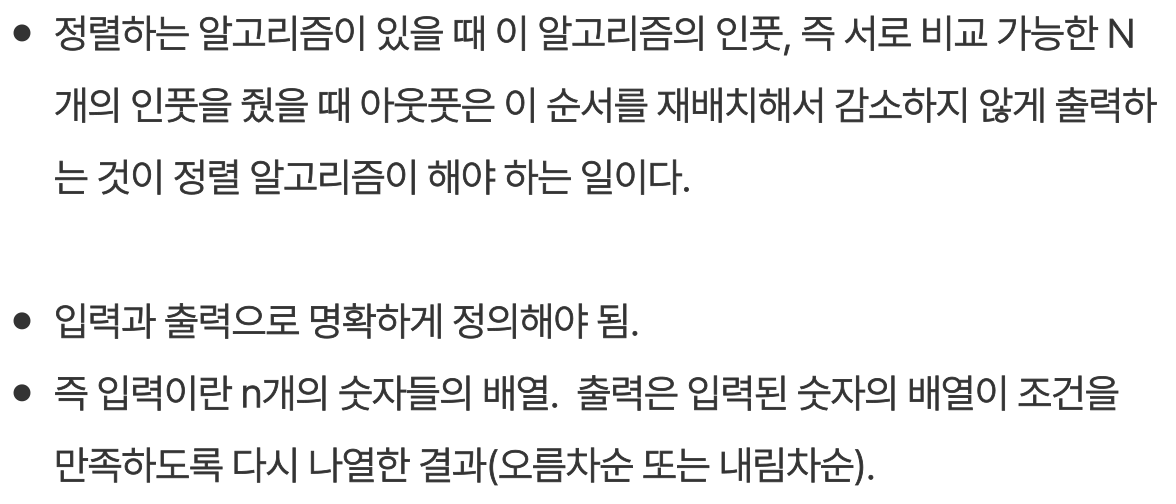 • 정렬하는 알고리즘이 있을 때 이 알고리즘의 인풋, 즉 서로 비교 가능한 N
개의 인풋을 줬을 때 아웃풋은 이 순서를 재배치해서 감소하지 않게 출력하
는 것이 정렬 알고리즘이 해야 하는 일이다.
• 입력과 출력으로 명확하게 정의해야 됨.
• 즉 입력이란 n개의 숫자들의 배열. 출력은 입력된 숫자의 배열이 조건을
만족하도록 다시 나열한 결과(오름차순 또는 내림차순).